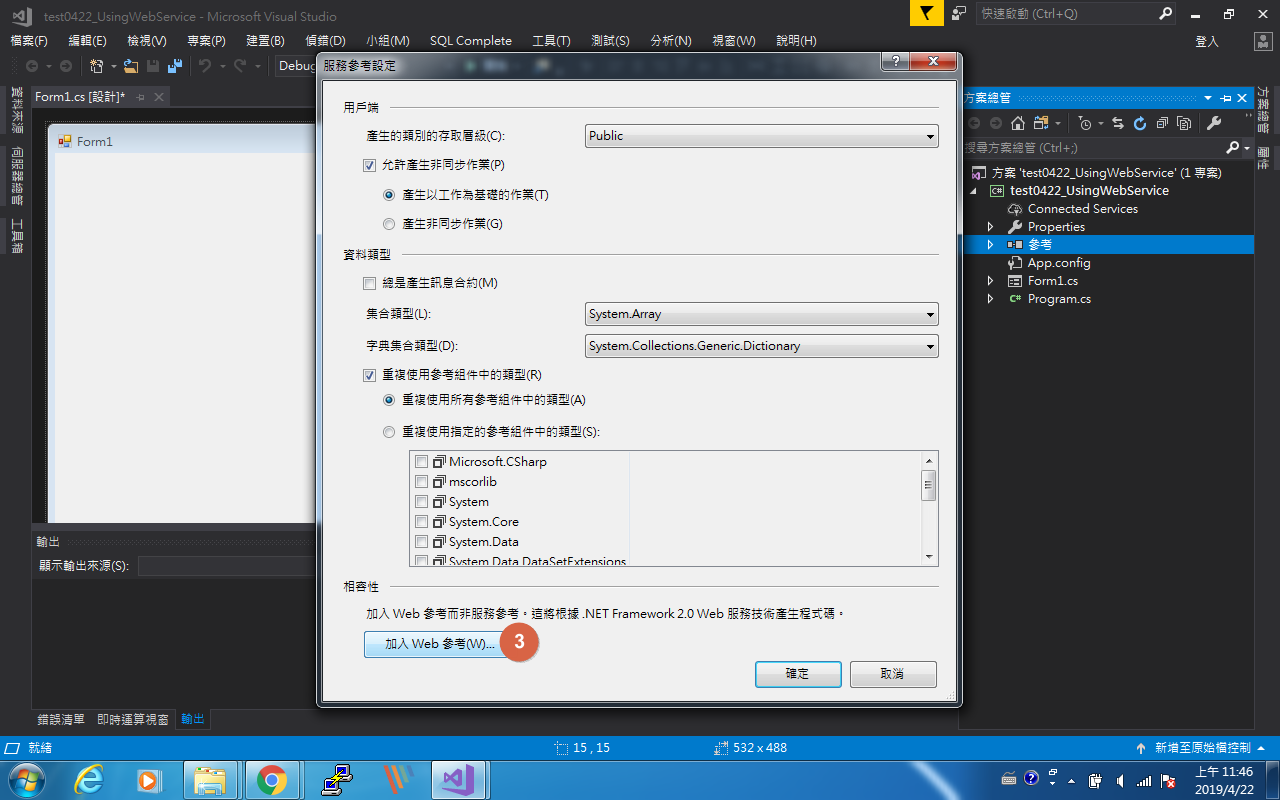 test0422_UsingWebService - Microsoft Visual Studio
快速啟動 (Ctrl+Q)
檔案(F) 編輯(E) 檢視(V) 專案(P) 建置(B) 偵錯(D) 小組(M) SQL Complete 工具(T) 測試(S) 分析(N) 視窗(W) 說明(H)
登入
Debug
服務參考設定
資料來源
伺服器總管
工具箱
Form1.cs [設計]*
Form1
用戶端
產生的類別的存取層級(C): Public
允許產生非同步作業(P)
產生以工作為基礎的作業(T)
產生非同步作業(G)
資料類型
總是產生訊息合約(M)
集合類型(L): System.Array
字典集合類型(D): System.Collections.Generic.Dictionary
重複使用參考組件中的類型(R)
重複使用所有參考組件中的類型(A)
重複使用指定的參考組件中的類型(S):
Microsoft.CSharp
mscorlib
System
System.Core
System.Data
System.Data.DataSetExtensions
相容性
加入 Web 參考而非服務參考。這將根據 .NET Framework 2.0 Web 服務技術產生程式碼。
加入 Web 參考(W)...
3
確定
取消
方案總管
搜尋方案總管 (Ctrl+;)
方案 'test0422_UsingWebService' (1 專案)
test0422_UsingWebService
Connected Services
Properties
參考
App.config
Form1.cs
Program.cs
方案總管
屬性
輸出
顯示輸出來源(S):
錯誤清單 即時運算視窗 輸出
就緒
15 , 15
532 x 488
新增至原始檔控制
上午 11:46
2019/4/22